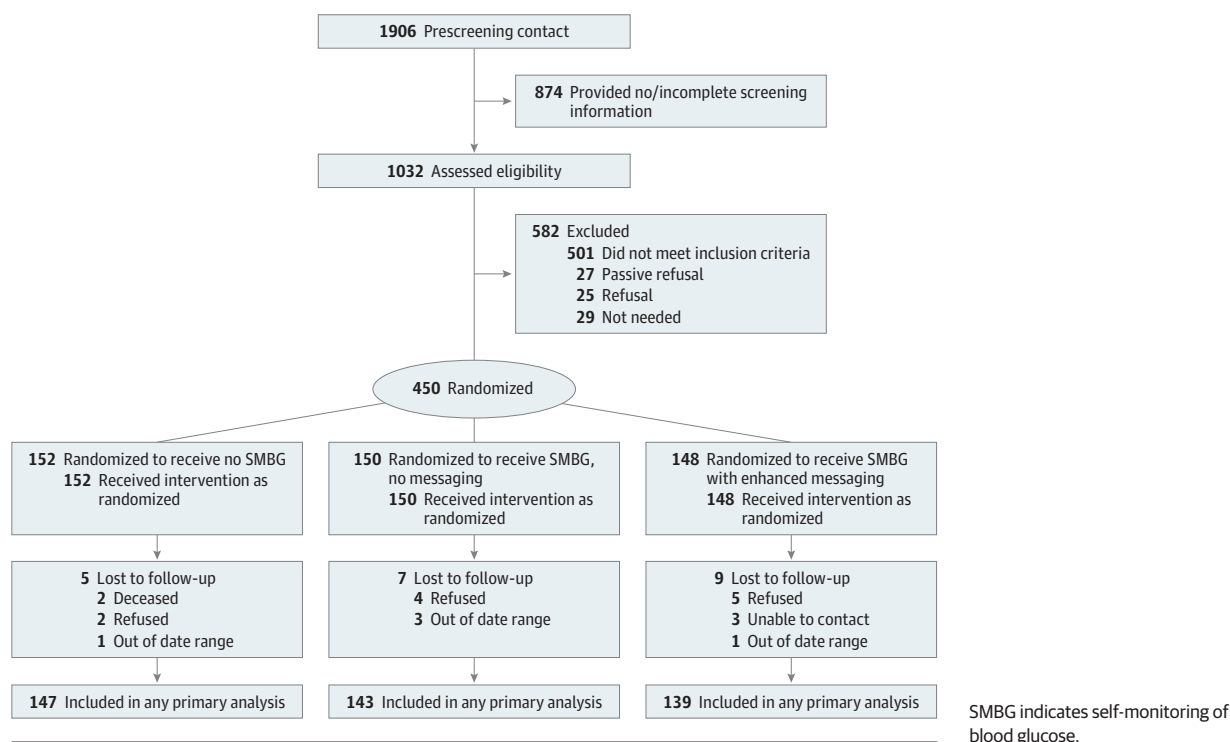 1906 Prescreening contact
874 Provided no/incomplete screening
information
1032 Assessed eligibility
582 Excluded
501 Did not meet inclusion criteria
27 Passive refusal
25 Refusal
29 Not needed
450 Randomized
152 Randomized to receive no SMBG
152 Received intervention as
randomized
150 Randomized to receive SMBG,
no messaging
150 Received intervention as
randomized
148 Randomized to receive SMBG
with enhanced messaging
148 Received intervention as
randomized
5 Lost to follow-up
2 Deceased
2 Refused
1 Out of date range
7 Lost to follow-up
4 Refused
3 Out of date range
9 Lost to follow-up
5 Refused
3 Unable to contact
1 Out of date range
147 Included in any primary analysis
143 Included in any primary analysis
139 Included in any primary analysis
SMBG indicates self-monitoring of
blood glucose.